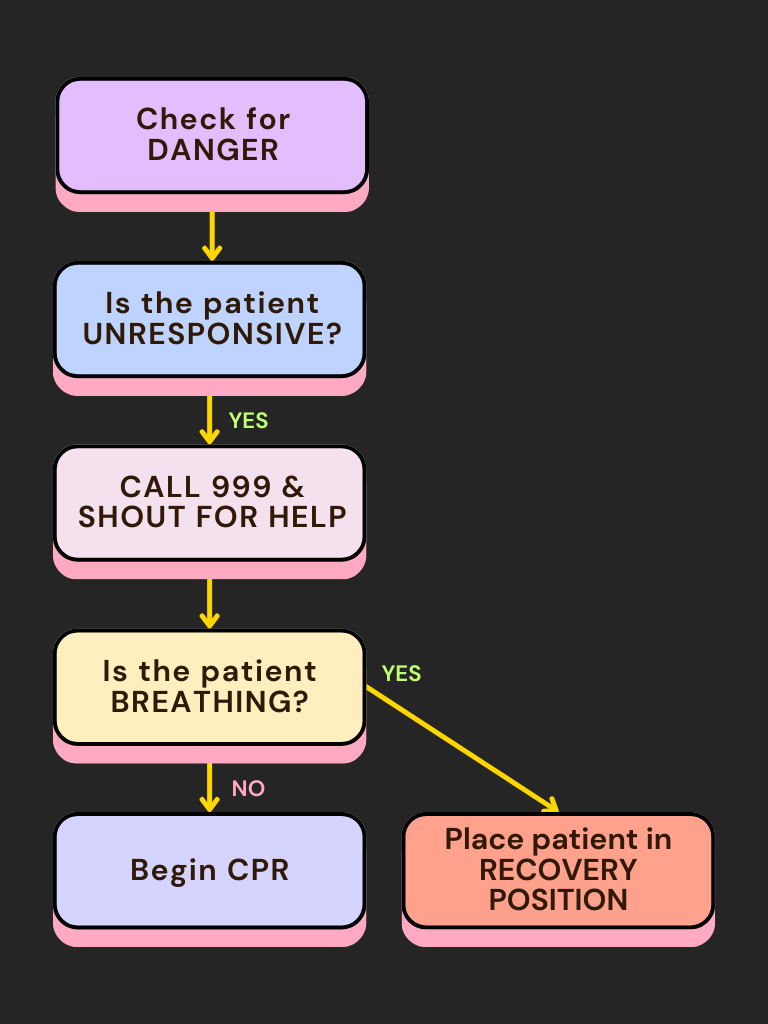 Check for
DANGER
Is the patient
UNRESPONSIVE?
YES
CALL 999 &
SHOUT FOR HELP
Is the patient
BREATHING?
YES
NO
Begin CPR
Place patient in
RECOVERY
POSITION